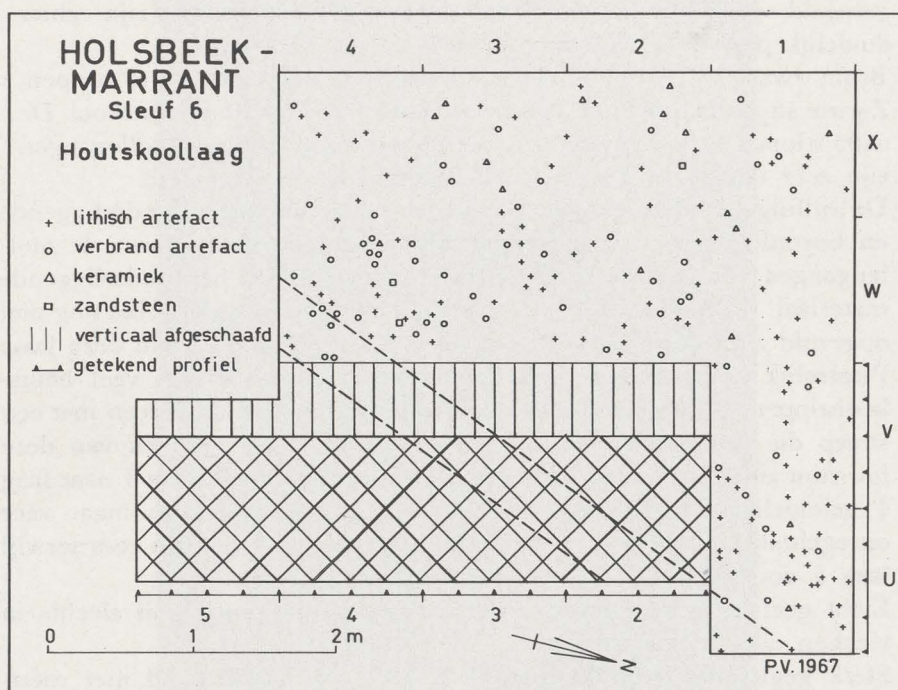 HOLSBEEK
MARRANT
Sleuf 6
Houtskoollaag
lithisch artefact
verbrand artefact
keramiek
zandsteen
verticaal afgeschaafd
getekend profiel
4 3 2 1
X
W
V
U
5 4 3 2
0 1 2 m
N
P.V. 1967